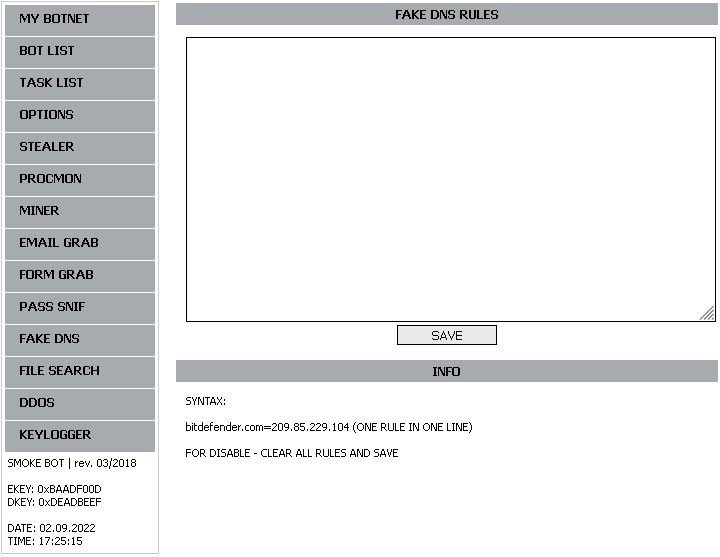 MY BOTNET
BOT LIST
TASK LIST
OPTIONS
STEALER
PROCMON
MINER
EMAIL GRAB
FORM GRAB
PASS SNIF
FAKE DNS
FILE SEARCH
DDOS
KEYLOGGER
SMOKE BOT | rev. 03/2018
EKEY: 0xBAADF00D
DKEY: 0xDEADBEEF
DATE: 02.09.2022
TIME: 17:25:15
FAKE DNS RULES
SAVE
INFO
SYNTAX:
bitdefender.com=209.85.229.104 (ONE RULE IN ONE LINE)
FOR DISABLE - CLEAR ALL RULES AND SAVE